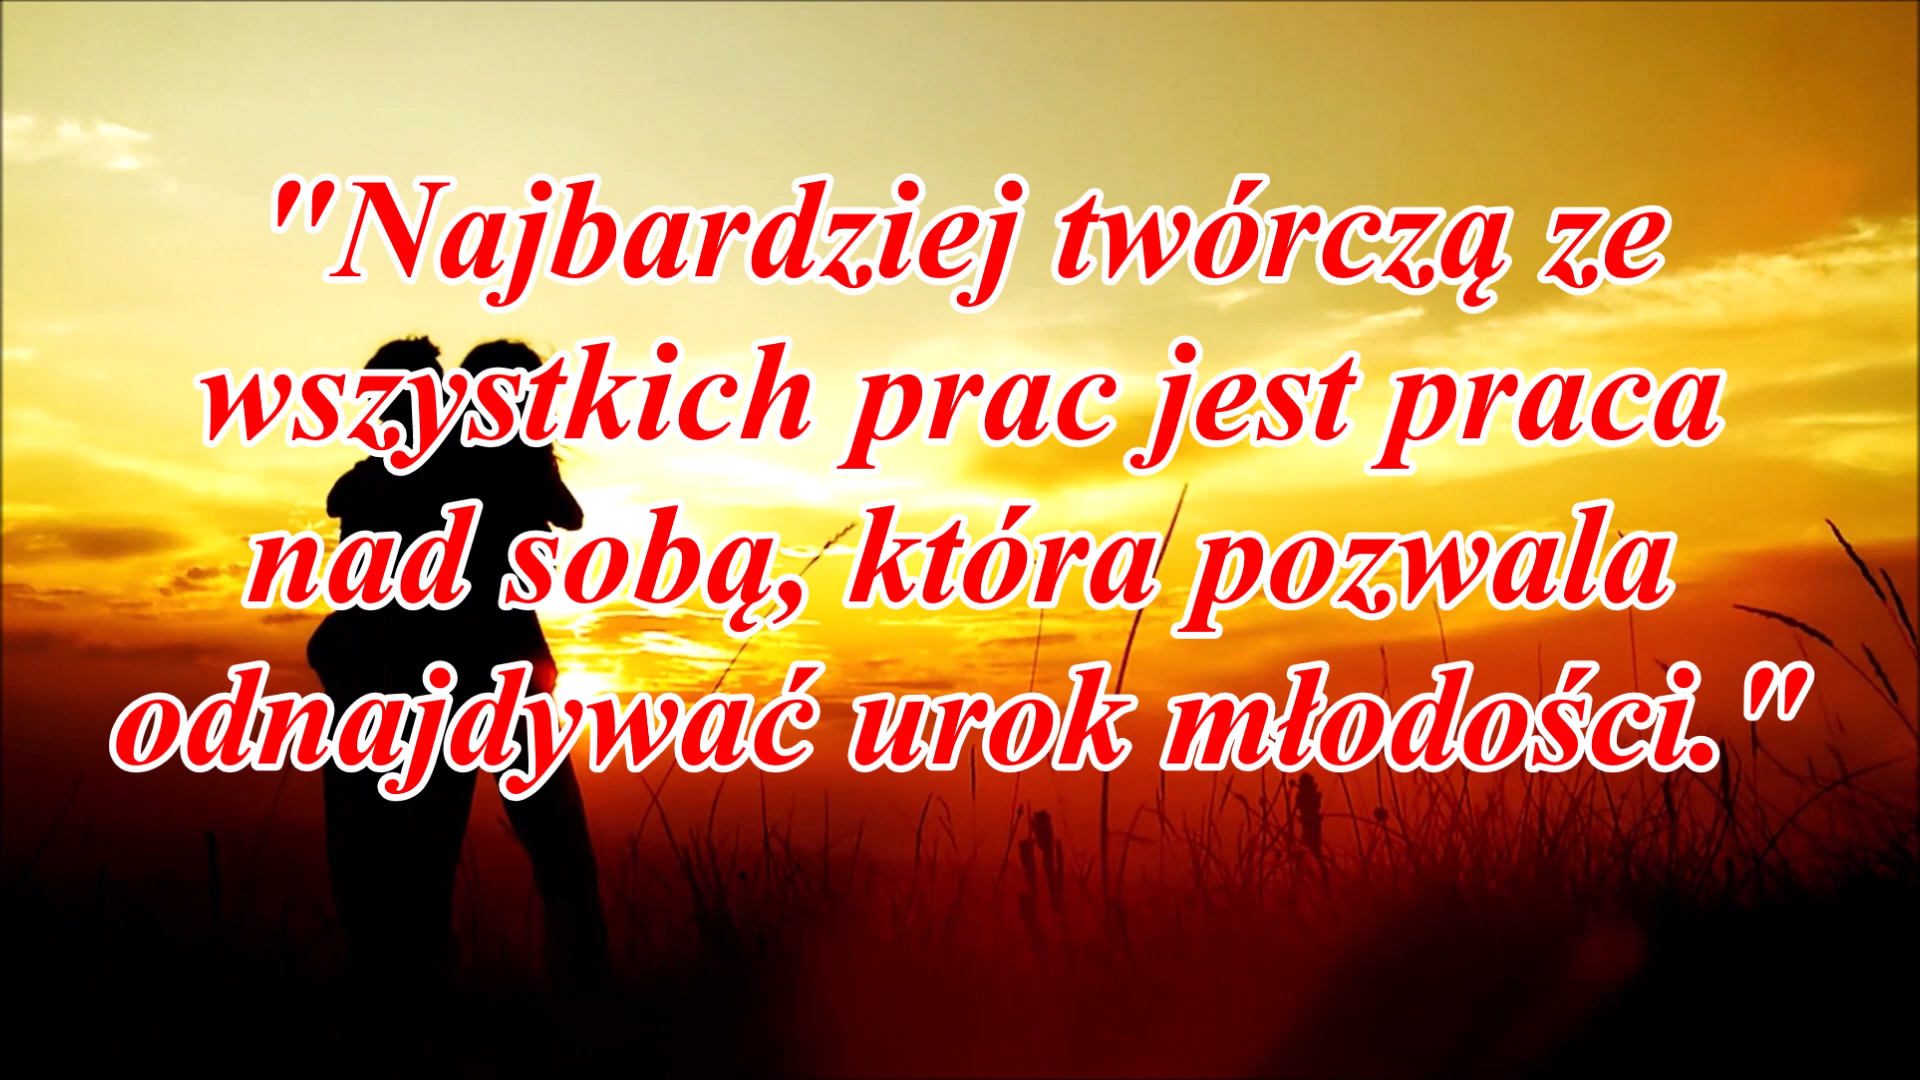 "Najbardziej twórczą ze
wszystkich prac jest praca
nad sobą, która pozwala
odnajdywać urok młodości."